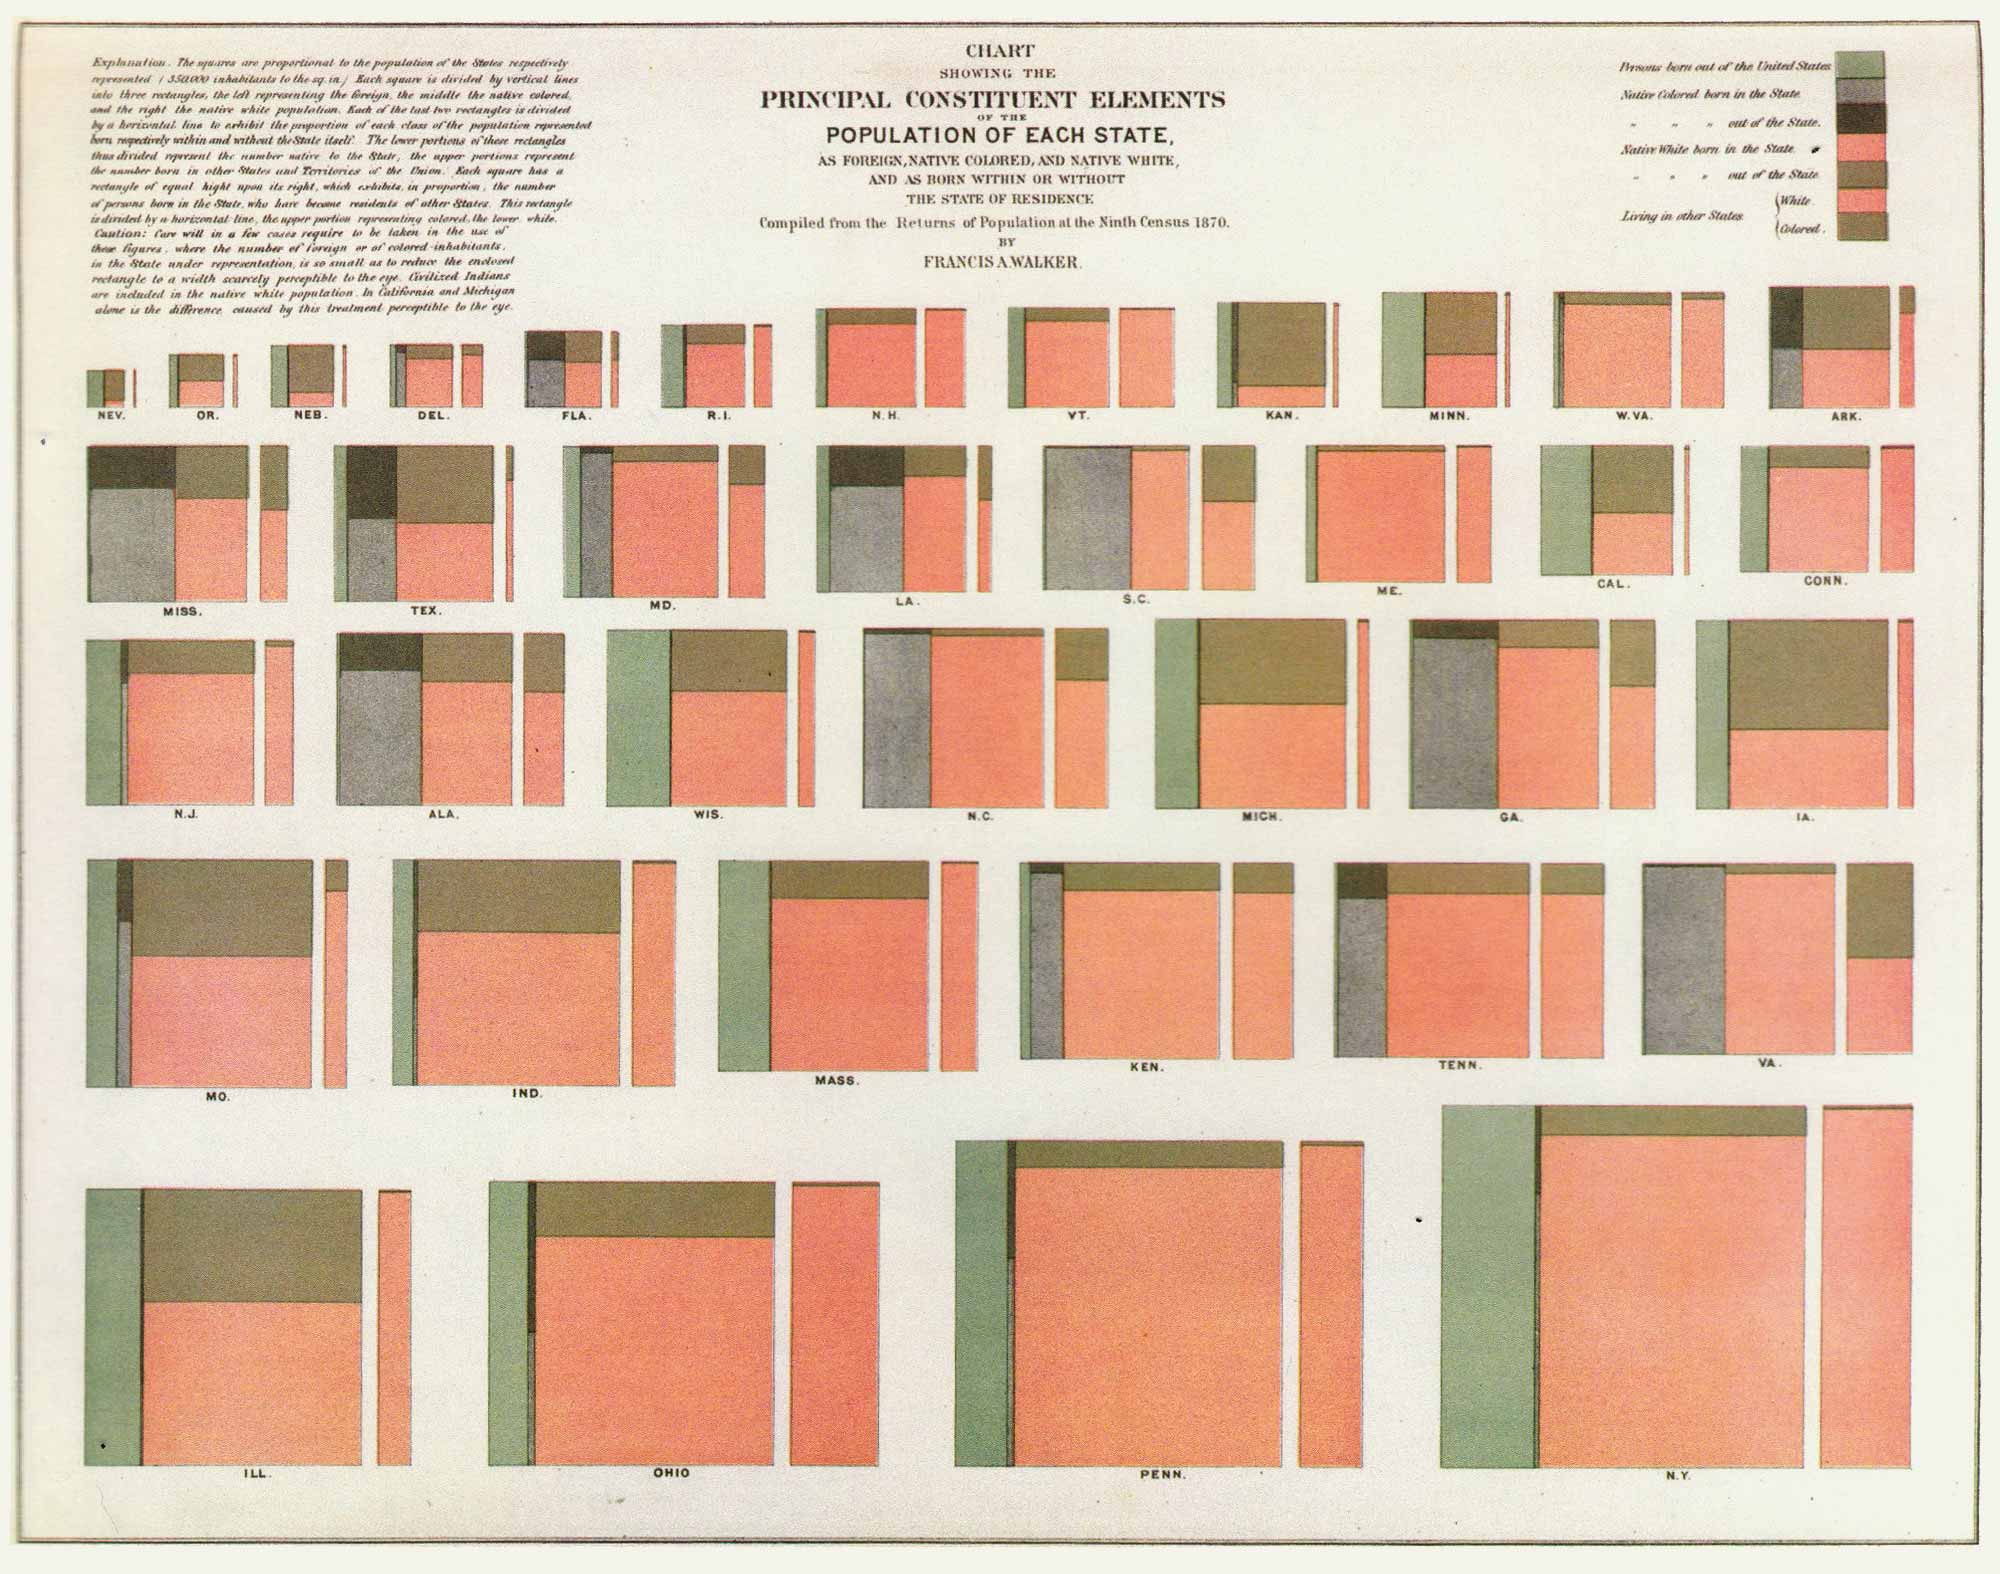 Explanation. The squares are proportional to the population of the States respectively
represented (350,000 inhabitants to the sq. in.) Each square is divided by vertical lines
into three rectangles, the left representing the foreign, the middle the native colored,
and the right the native white population. Each of the last two rectangles is divided
by a horizontal line to exhibit the proportion of each class of the population represented
born respectively within and without the State itself. The lower portions of these rectangles
thus divided represent the number native to the State, the upper portions represent
the number born in other States and Territories of the Union. Each square has a
rectangle of equal hight upon its right, which exhibits, in proportion, the number
of persons born in the State, who have become residents of other States. This rectangle
is divided by a horizontal line, the upper portion representing colored, the lower, white.
Caution: Care will in a few cases require to be taken in the use of
these figures, where the number of foreign or of colored inhabitants,
in the State under representation, is so small as to reduce the enclosed
rectangle to a width scarcely perceptible to the eye. Civilized Indians
are included in the native white population. In California and Michigan
alone is the difference, caused by this treatment perceptible to the eye.
CHART
SHOWING THE
PRINCIPAL CONSTITUENT ELEMENTS
OF THE
POPULATION OF EACH STATE,
AS FOREIGN, NATIVE COLORED, AND NATIVE WHITE,
AND AS BORN WITHIN OR WITHOUT
THE STATE OF RESIDENCE
Compiled from the Returns of Population at the Ninth Census 1870.
BY
FRANCIS A. WALKER.
Persons born out of the United States
Native Colored born in the State.
" " " out of the State.
Native White born in the State.
" " " out of the State
Living in other States
White.
Colored.
NEV.
OR.
NEB.
DEL.
FLA.
R.I.
N.H.
VT.
KAN.
MINN.
W.VA.
ARK.
MISS.
TEX.
MD.
LA.
S.C.
ME.
CAL.
CONN.
N.J.
ALA.
WIS.
N.C.
MICH.
GA.
IA.
MO.
IND.
MASS.
KEN.
TENN.
VA.
ILL.
OHIO
PENN.
N.Y.